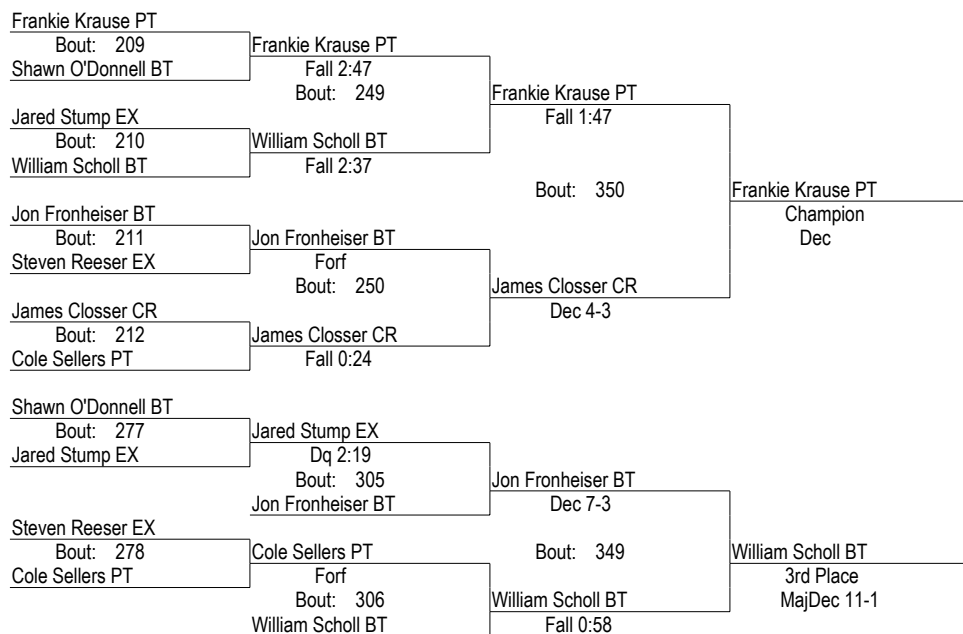 Frankie Krause PT
Bout: 209
Shawn O'Donnell BT
Frankie Krause PT
Fall 2:47
Bout: 249
Jared Stump EX
Bout: 210
William Scholl BT
William Scholl BT
Fall 2:37
Frankie Krause PT
Fall 1:47
Bout: 350
Jon Fronheiser BT
Bout: 211
Steven Reeser EX
Jon Fronheiser BT
Forf
Bout: 250
James Closser CR
Bout: 212
Cole Sellers PT
James Closser CR
Fall 0:24
James Closser CR
Dec 4-3
Frankie Krause PT
Champion
Dec
Shawn O'Donnell BT
Bout: 277
Jared Stump EX
Jared Stump EX
Dq 2:19
Bout: 305
Jon Fronheiser BT
Jon Fronheiser BT
Dec 7-3
Bout: 349
Steven Reeser EX
Bout: 278
Cole Sellers PT
Cole Sellers PT
Forf
Bout: 306
William Scholl BT
William Scholl BT
Fall 0:58
William Scholl BT
3rd Place
MajDec 11-1